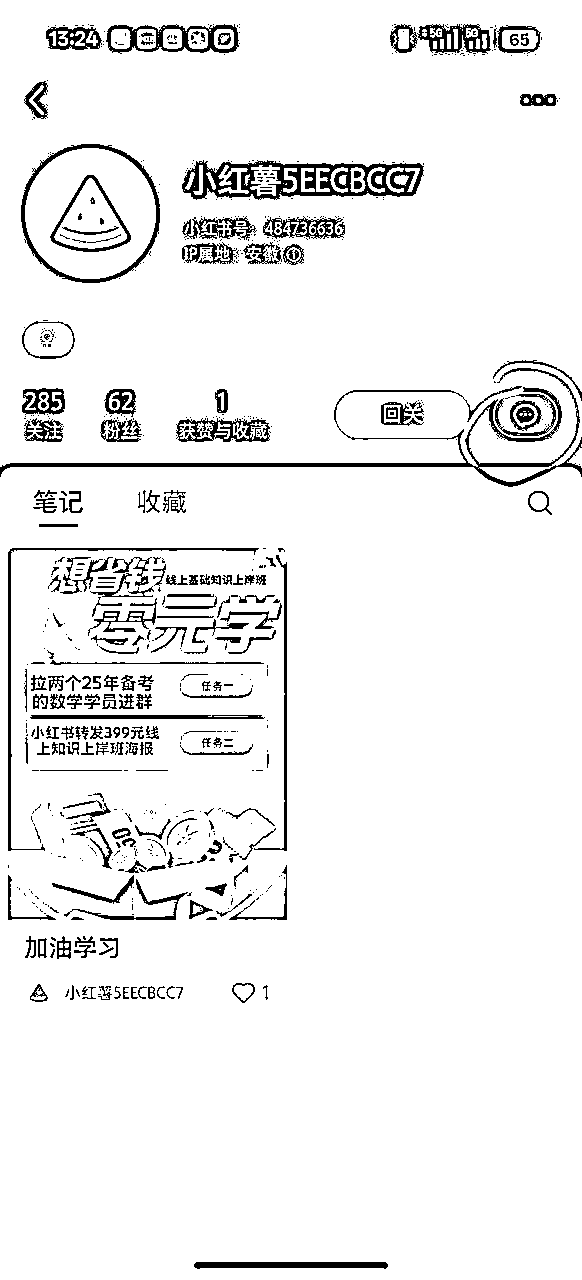 13:24
65
小红薯5EECBCC7
小红书号：484736636
IP属地：安徽
285 62 1
关注 粉丝 获赞与收藏
回关
笔记 收藏
想省钱 线上基础知识上岸班
零元学
拉两个25年备考
的数学学员进群
任务一
小红书转发399元线
上知识上岸班海报
任务二
加油学习
小红薯5EECBCC7 1